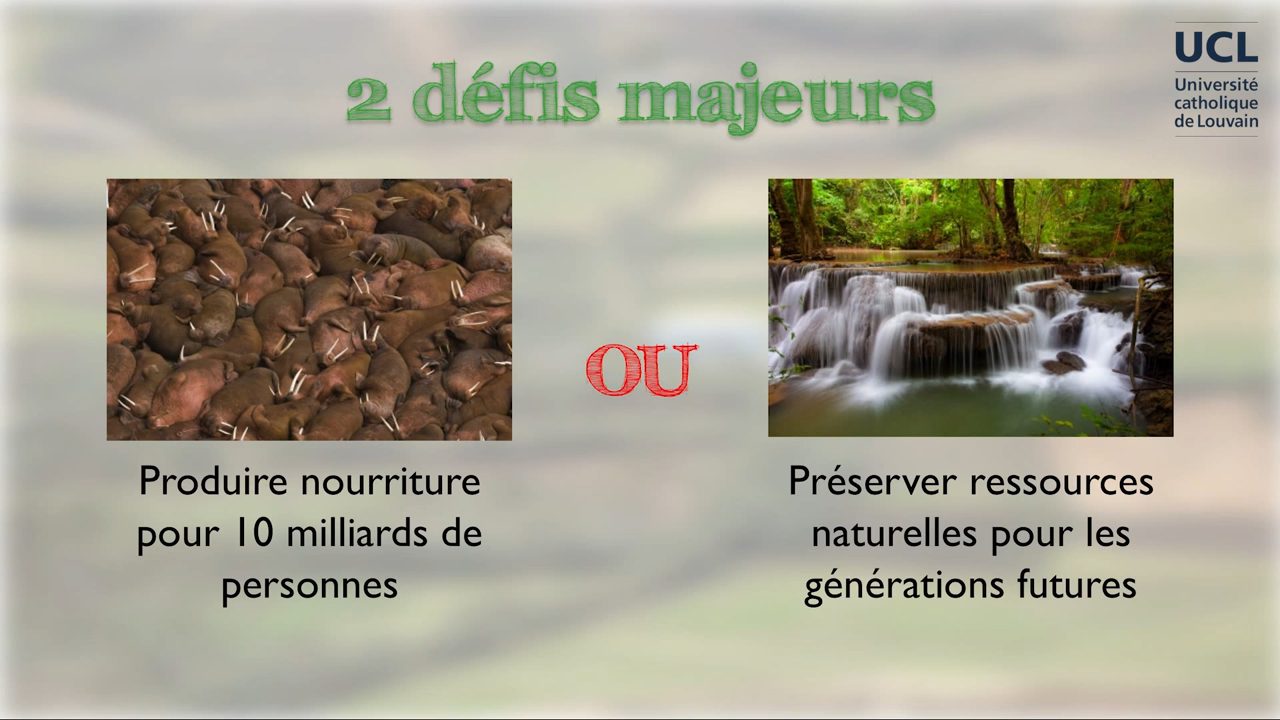 2 défis majeurs
UCL
Université
catholique
de Louvain
OU
Produire nourriture
pour 10 milliards de
personnes
Préserver ressources
naturelles pour les
générations futures